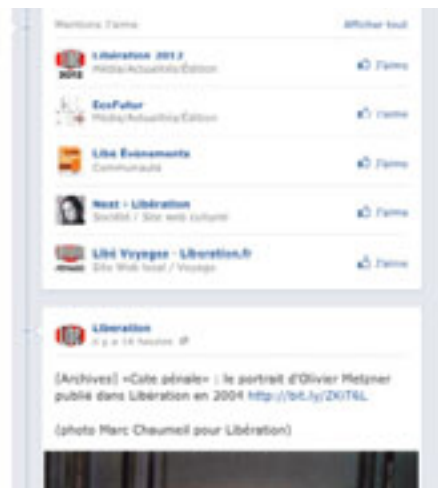 Mentions J'aime Afficher tout
Libération 2012
Média/Actualités/Édition
J'aime
EcoFutur
Média/Actualités/Édition
J'aime
Libé Évènements
Communauté
J'aime
Next - Libération
Société / Site web culturel
J'aime
Libé Voyages - Liberation.fr
Site Web local / Voyage
J'aime
Liberation
il y a 14 heures
[Archives] «Cote pénale» : le portrait d'Olivier Metzner
publié dans Libération en 2004 http://bit.ly/ZKiT6L
(photo Marc Chaumeil pour Libération)